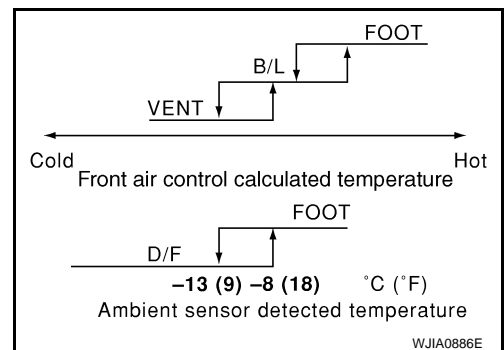 FOOT
B/L
VENT
Cold Hot
Front air control calculated temperature
FOOT
D/F
–13 (9) –8 (18) °C (°F)
Ambient sensor detected temperature
WJIA0886E